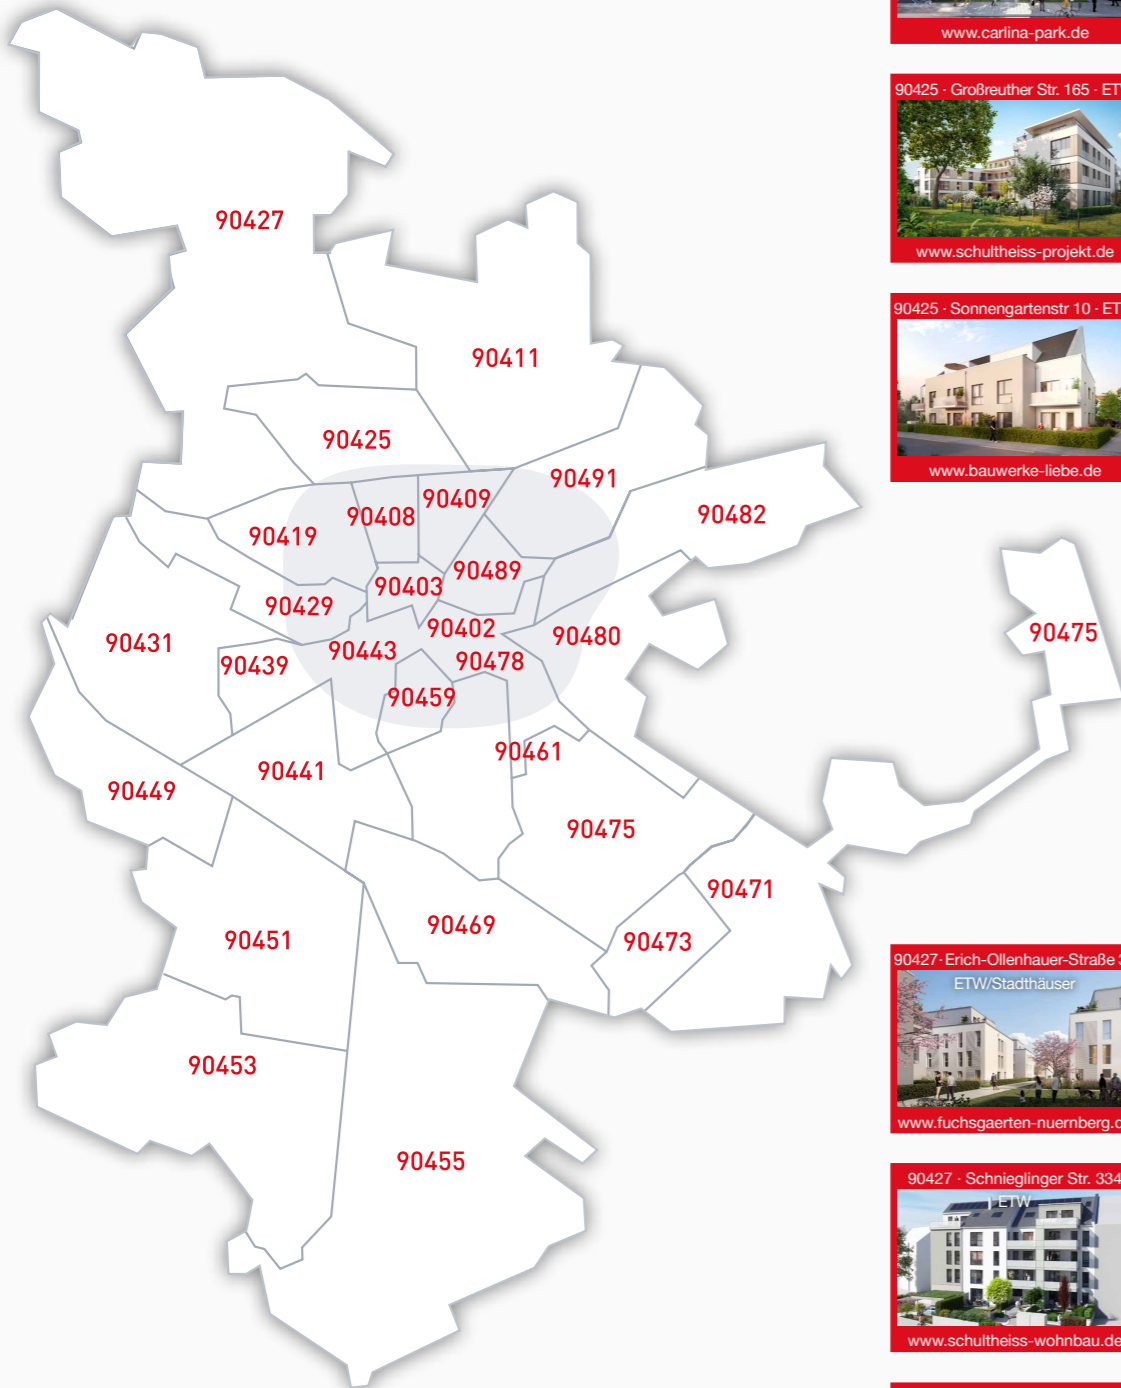 www.carlina-park.de
90425 · Großreuther Str. 165 ·
www.schultheiss-projekt.de
90425 · Sonnengartenstr 10 ·
www.bauwerke-liebe.de
90427
90411
90425
90491
90409
90408
90482
90419
90489
90403
90429
90402
90480
90475
90431
90443
90439
90478
90459
90461
90441
90449
90475
90471
90469
90451
90473
90453
90455
90427 · Erich-Ollenhauer-Straße
ETW/Stadthäuser
www.fuchsgaerten-nuernberg.
90427 · Schnieglinger Str. 334
| ETW
www.schultheiss-wohnbau.de